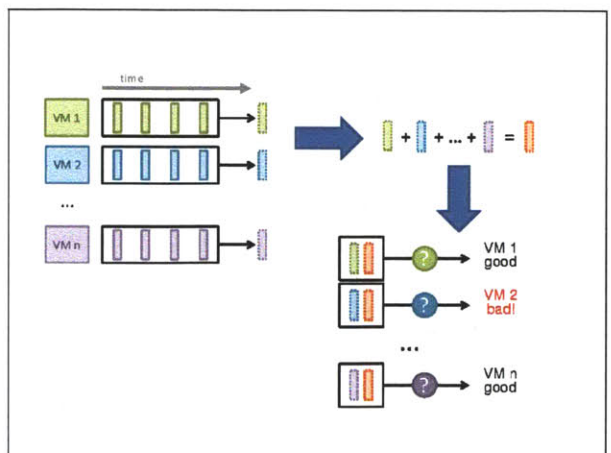 time
VM 1
VM 2
...
VM n
+ + ... + =
?
VM 1
good
?
VM 2
bad!
...
?
VM n
good